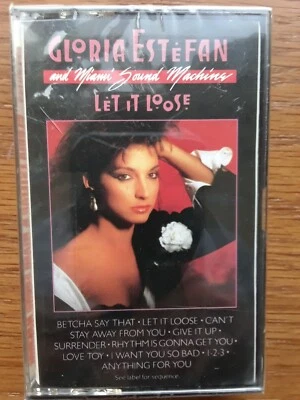 GLORIA ESTEFAN
and Miami Sound Machine
LET IT LOOSE
BETCHA SAY THAT • LET IT LOOSE • CAN'T
STAY AWAY FROM YOU • GIVE IT UP •
SURRENDER • RHYTHM IS GONNA GET YOU •
LOVE TOY • I WANT YOU SO BAD • 1-2-3 •
ANYTHING FOR YOU
See label for sequence.